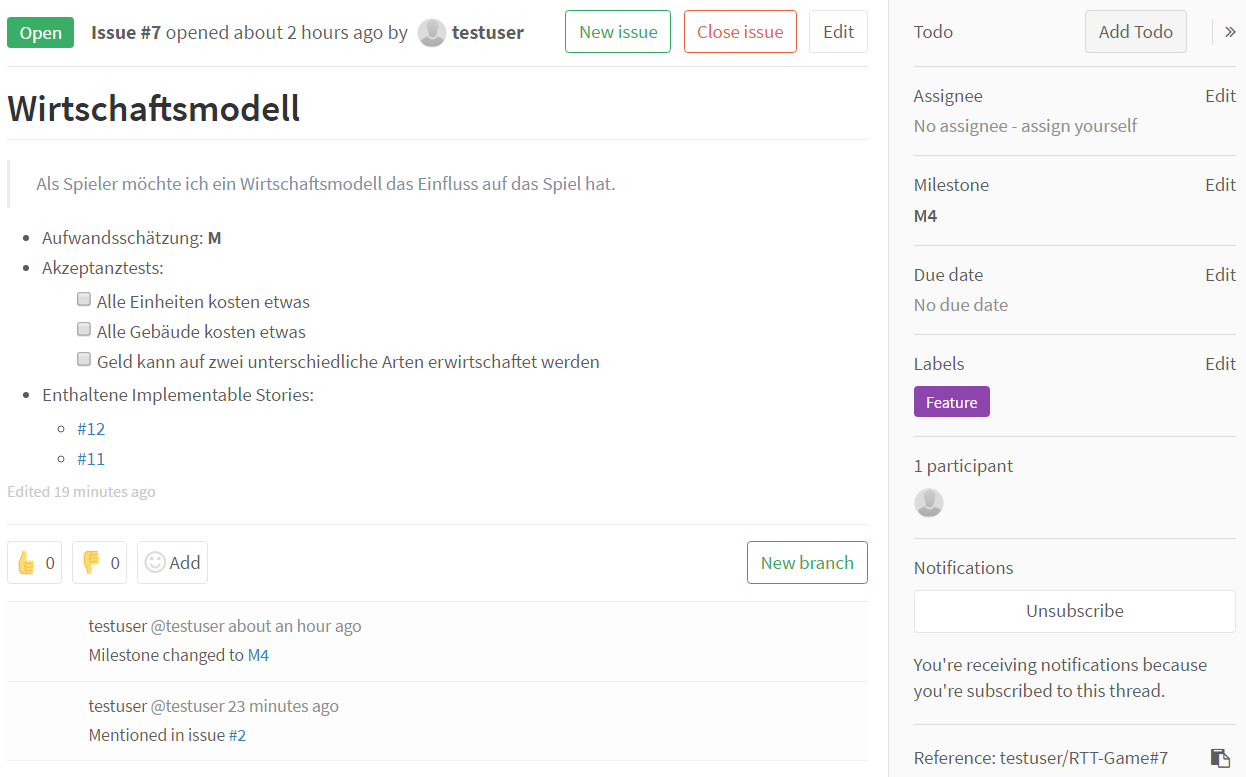 Open Issue #7 opened about 2 hours ago by testuser New issue Close issue Edit
Wirtschaftsmodell
Als Spieler möchte ich ein Wirtschaftsmodell das Einfluss auf das Spiel hat.
Aufwandsschätzung: M
Akzeptanztests:
Alle Einheiten kosten etwas
Alle Gebäude kosten etwas
Geld kann auf zwei unterschiedliche Arten erwirtschaftet werden
Enthaltene Implementable Stories:
#12
#11
Edited 19 minutes ago
0 0 Add New branch
testuser @testuser about an hour ago
Milestone changed to M4
testuser @testuser 23 minutes ago
Mentioned in issue #2
Todo Add Todo »
Assignee Edit
No assignee - assign yourself
Milestone Edit
M4
Due date Edit
No due date
Labels Edit
Feature
1 participant
Notifications
Unsubscribe
You're receiving notifications because
you're subscribed to this thread.
Reference: testuser/RTT-Game#7